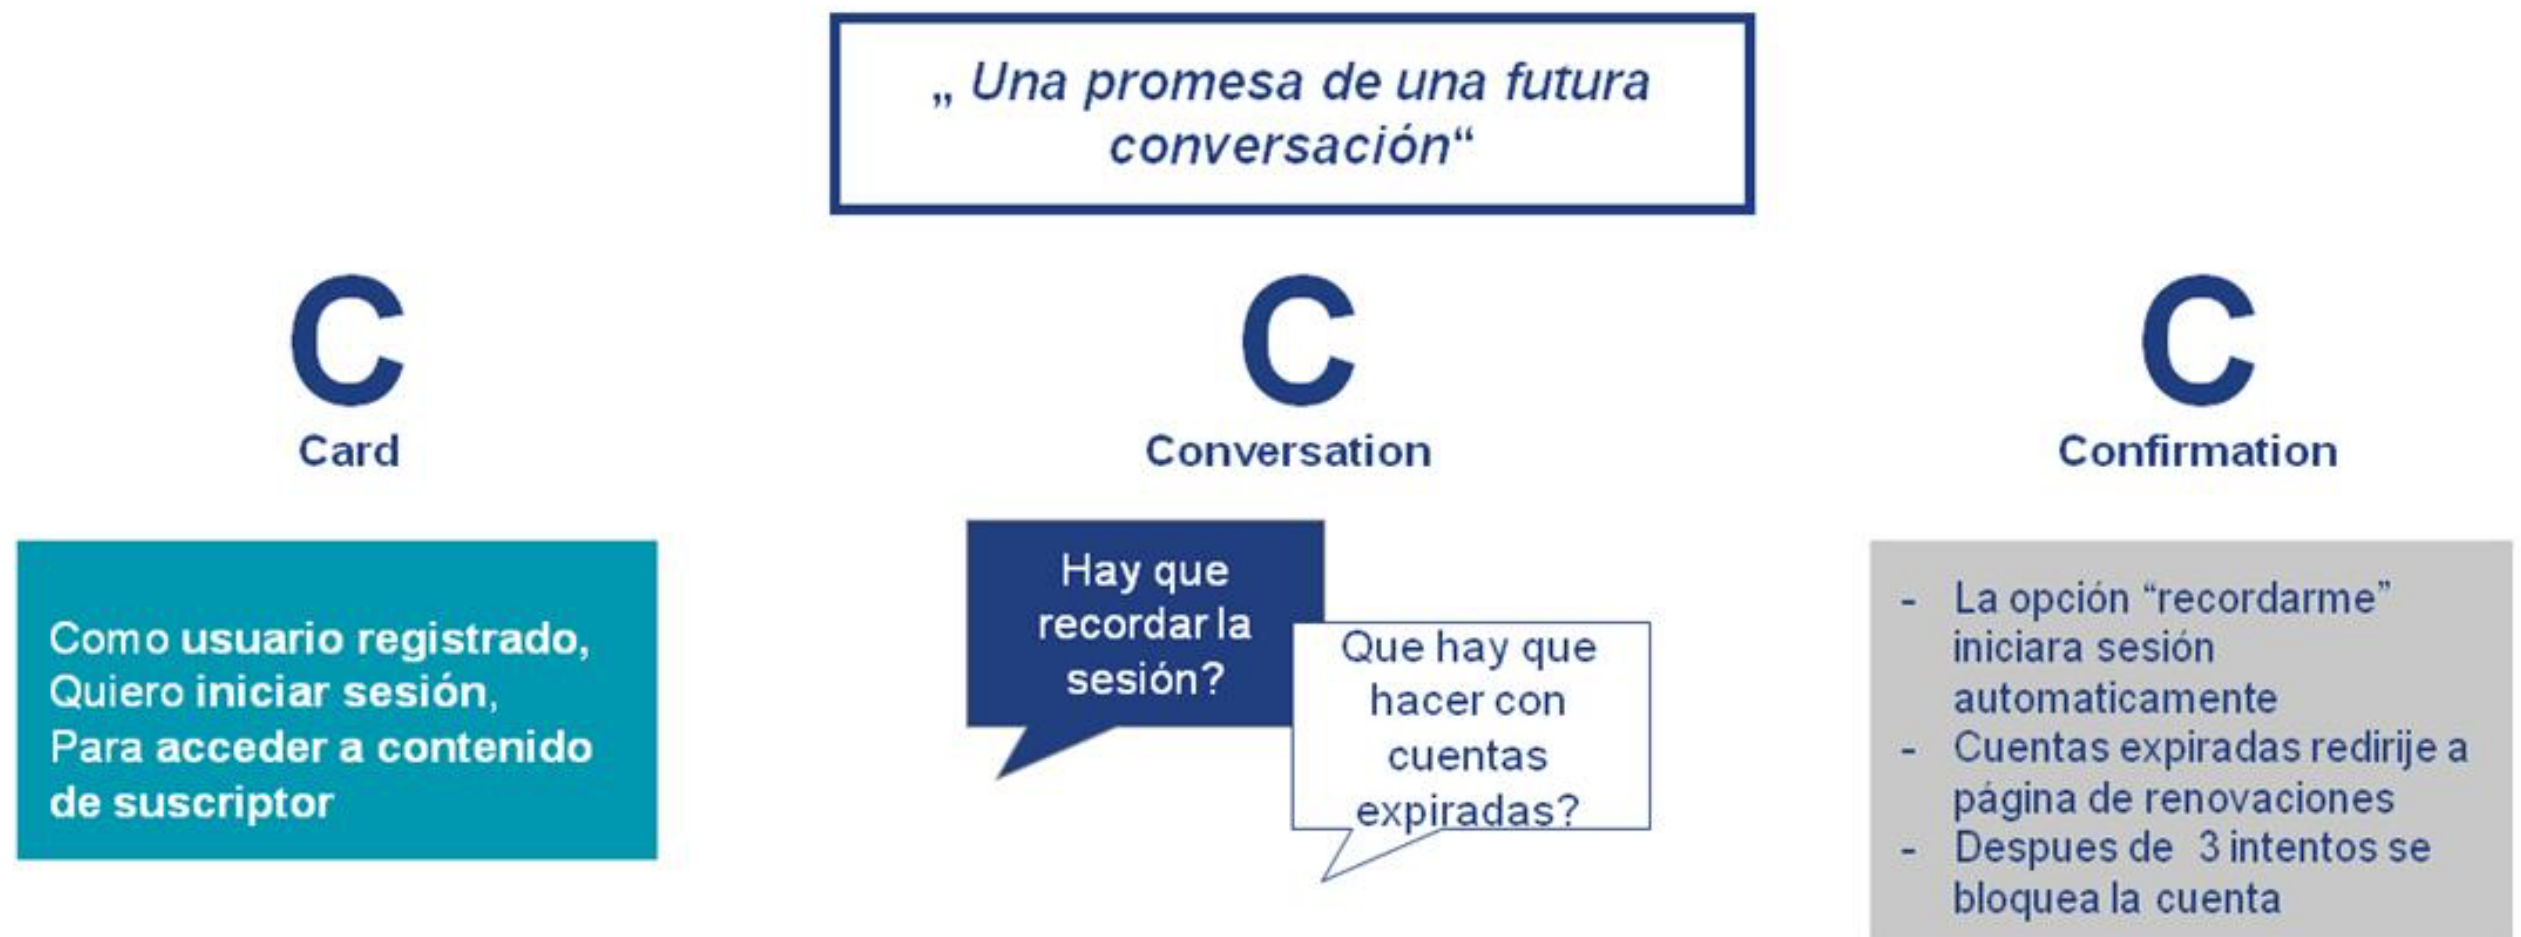 „ Una promesa de una futura
conversación“
C
Card
Como usuario registrado,
Quiero iniciar sesión,
Para acceder a contenido
de suscriptor
C
Conversation
Hay que
recordar la
sesión?
Que hay que
hacer con
cuentas
expiradas?
C
Confirmation
- La opción “recordarme”
iniciara sesión
automaticamente
- Cuentas expiradas redirije a
página de renovaciones
- Despues de 3 intentos se
bloquea la cuenta